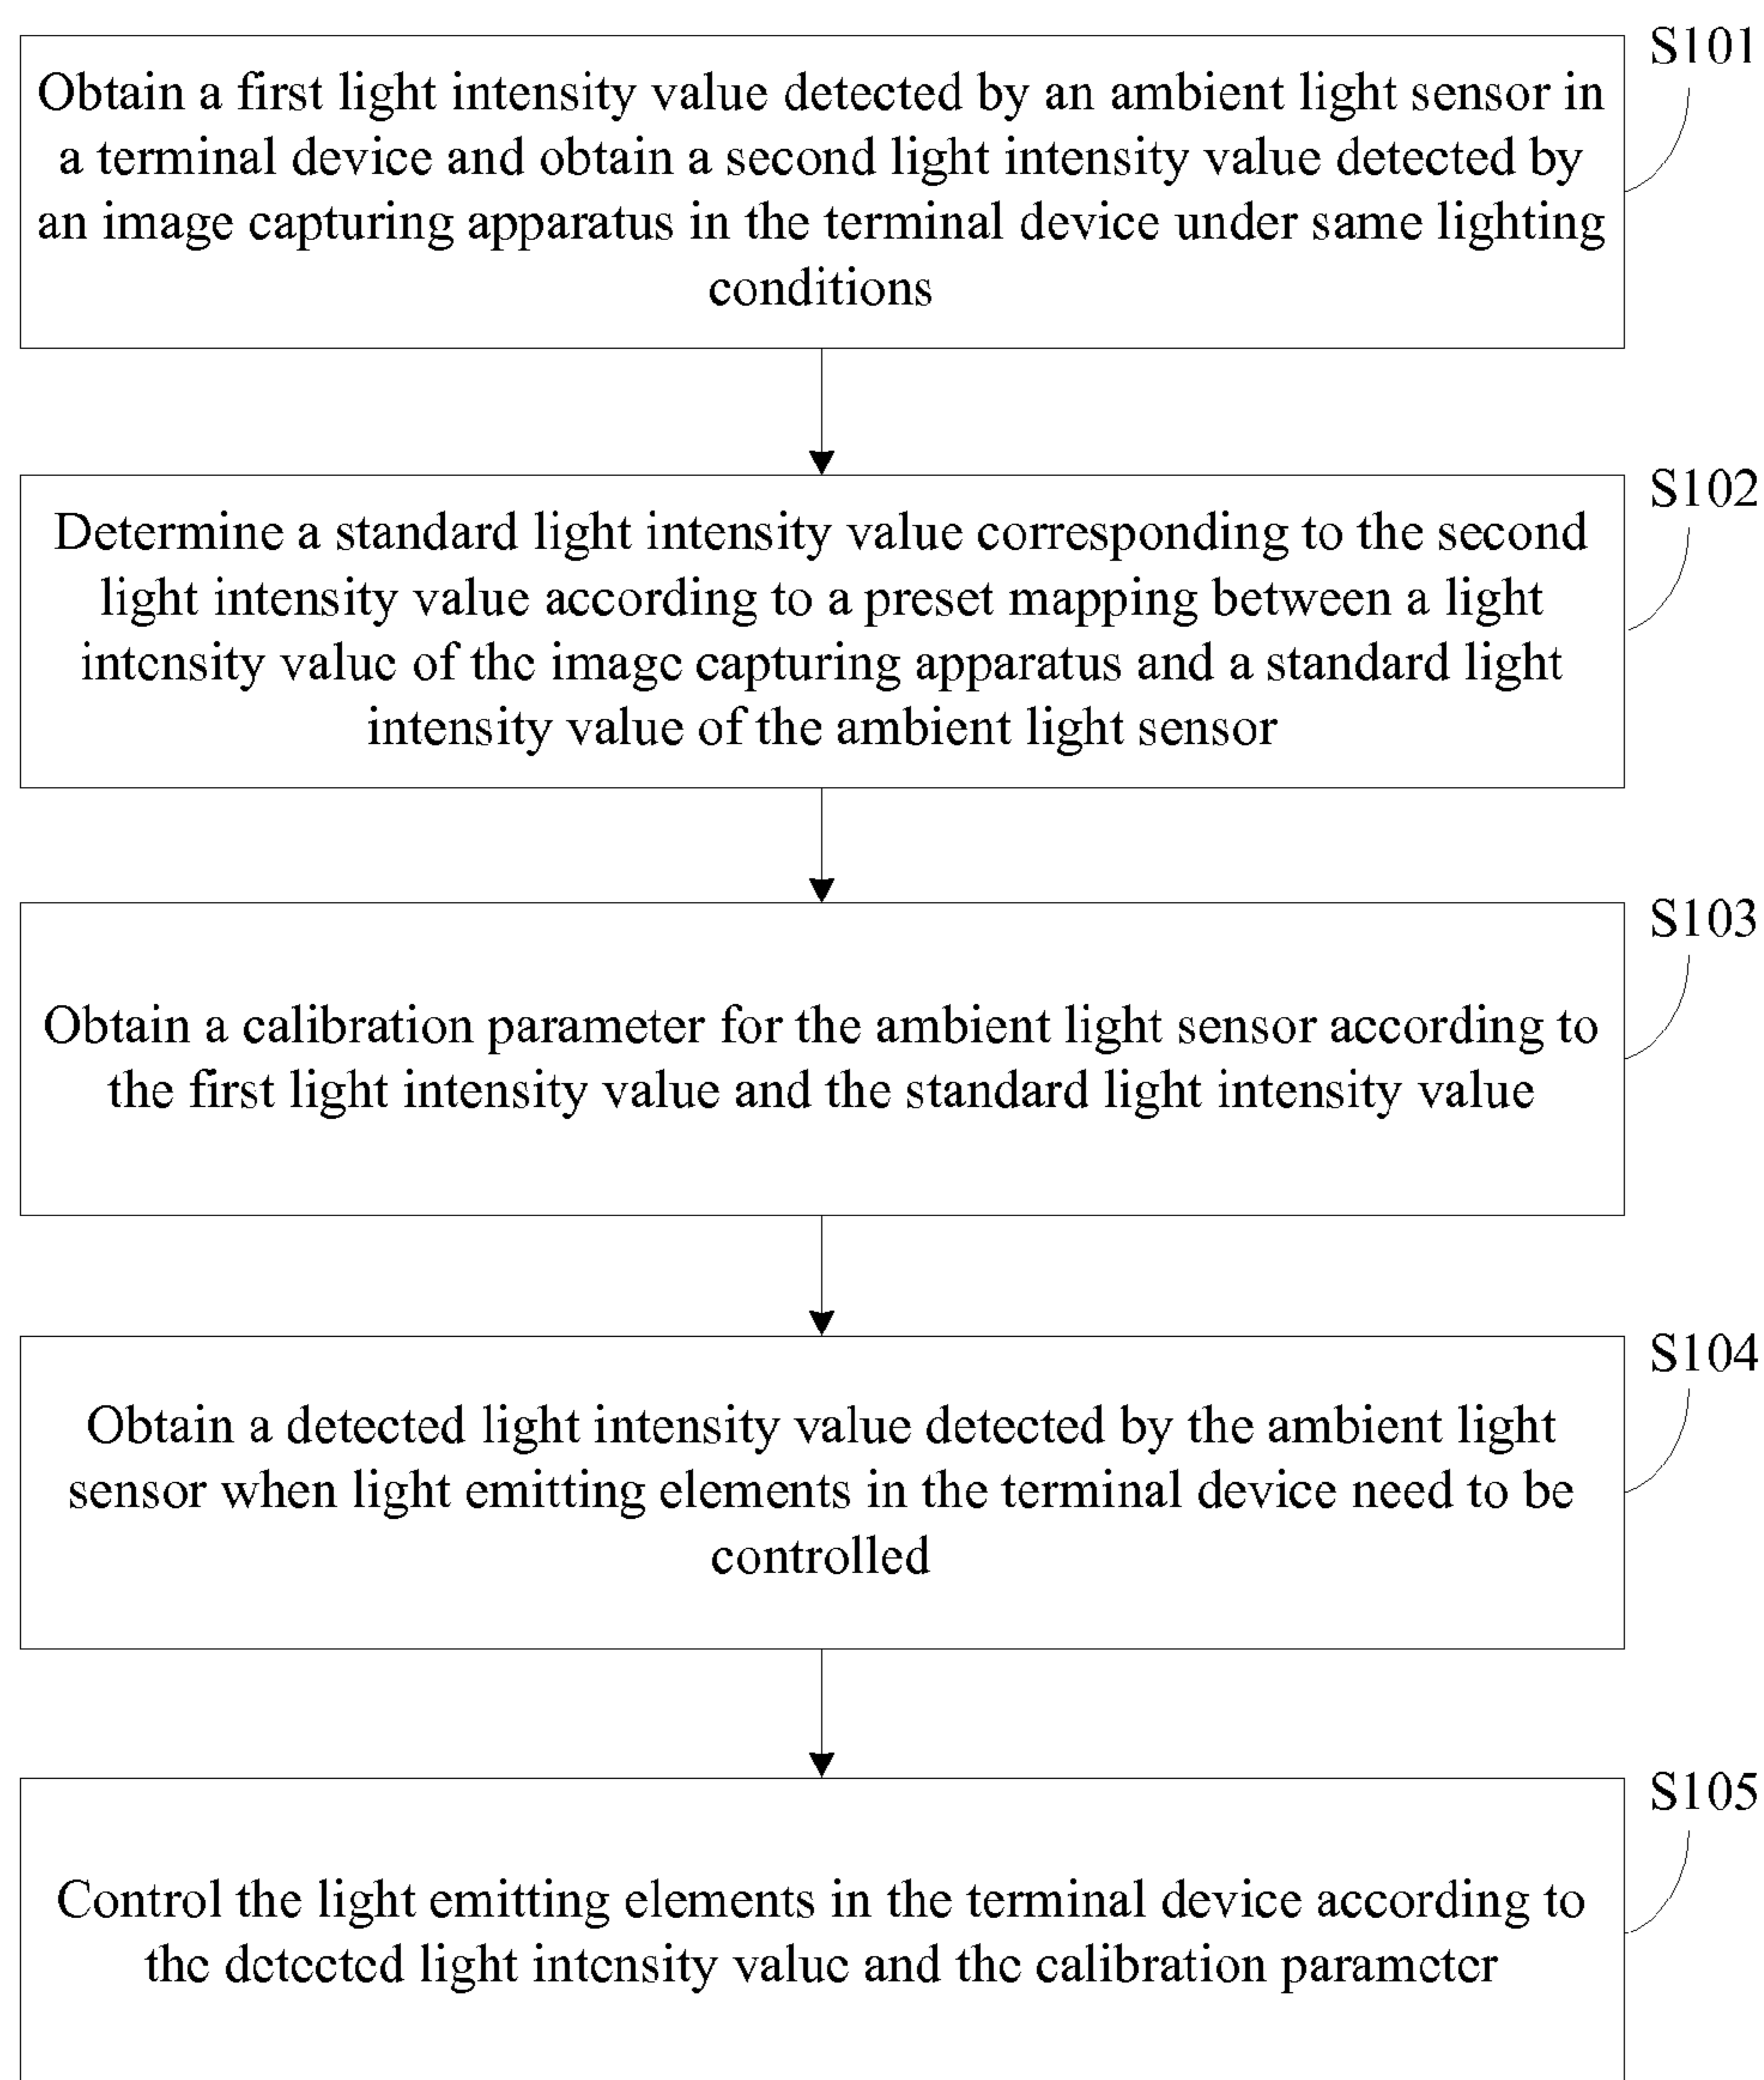 S101
Obtain a first light intensity value detected by an ambient light sensor in
a terminal device and obtain a second light intensity value detected by
an image capturing apparatus in the terminal device under same lighting
conditions
S102
Determine a standard light intensity value corresponding to the second
light intensity value according to a preset mapping between a light
intensity value of the image capturing apparatus and a standard light
intensity value of the ambient light sensor
S103
Obtain a calibration parameter for the ambient light sensor according to
the first light intensity value and the standard light intensity value
S104
Obtain a detected light intensity value detected by the ambient light
sensor when light emitting elements in the terminal device need to be
controlled
S105
Control the light emitting elements in the terminal device according to
the detected light intensity value and the calibration parameter